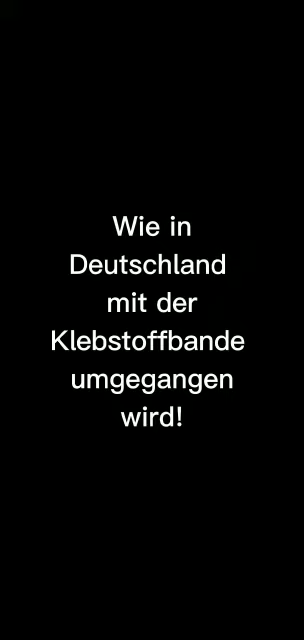 Wie in
Deutschland
mit der
Klebstoffbande
umgegangen
wird!